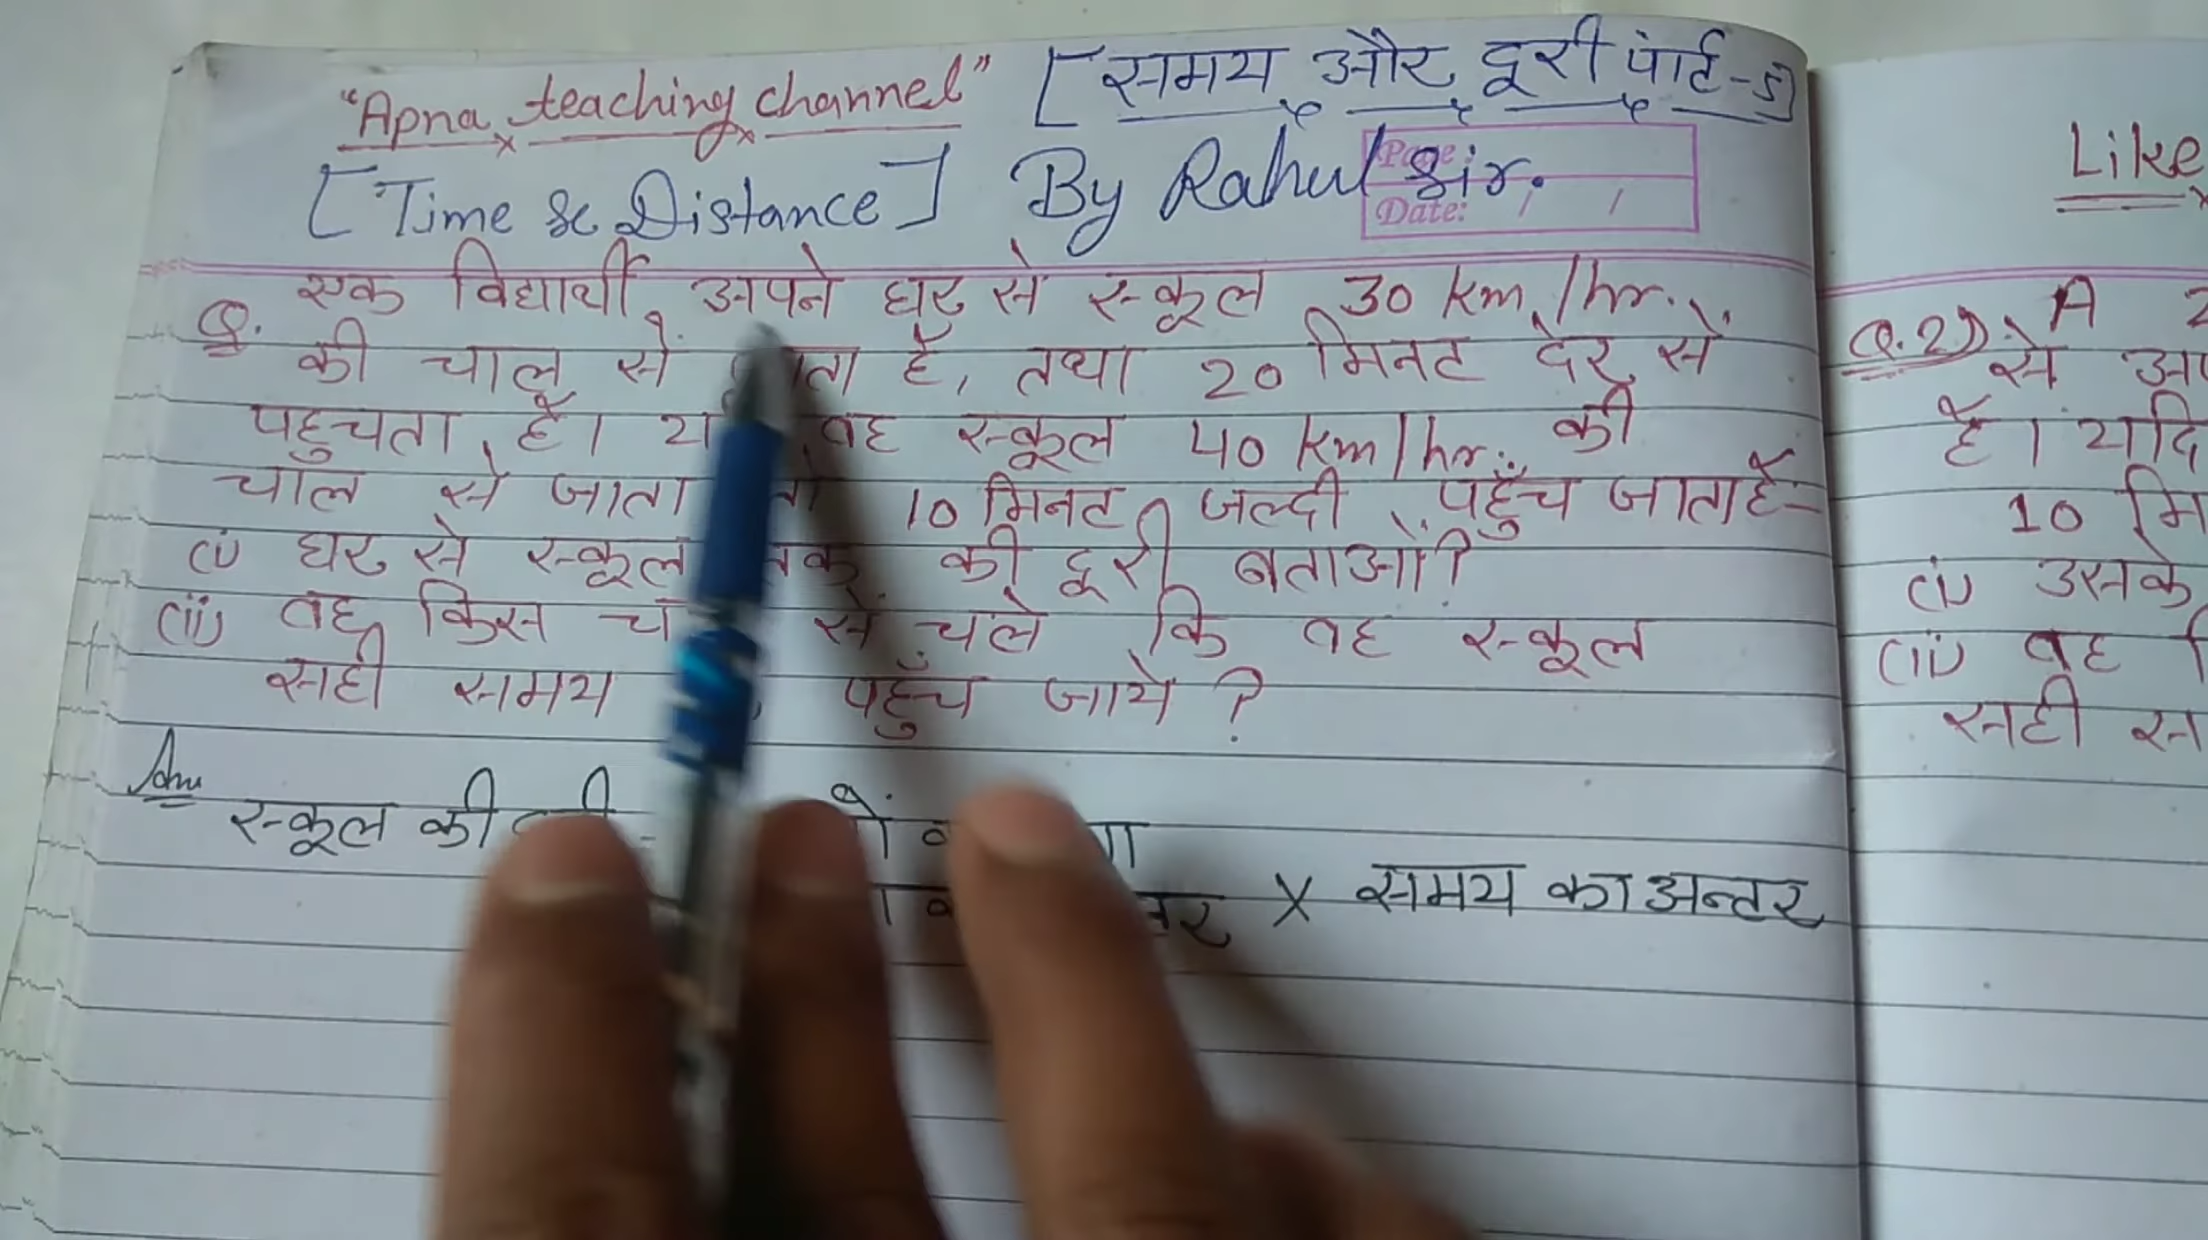 "Apna teaching channel" [समय और दूरी पार्ट-5]
[Time & Distance] By Rahul sir.
Page:
Date: / /
Q. एक विद्यार्थी अपने घर से स्कूल 30 km/hr.
की चाल से है, तथा 20 मिनट देर से
पहुचता है। वह स्कूल 40 km/hr. की
चाल से जाता 10 मिनट जल्दी पहुँच जाता है-
(i) घर से स्कूल की दूरी बताओं?
(ii) वह किस से चले कि वह स्कूल
सही समय पहुँच जाये?
Ans
स्कूल की
X समय का अन्तर
Like
Q.2) A
से
है। यदि
10
(i) उसके
(ii) वह
सही